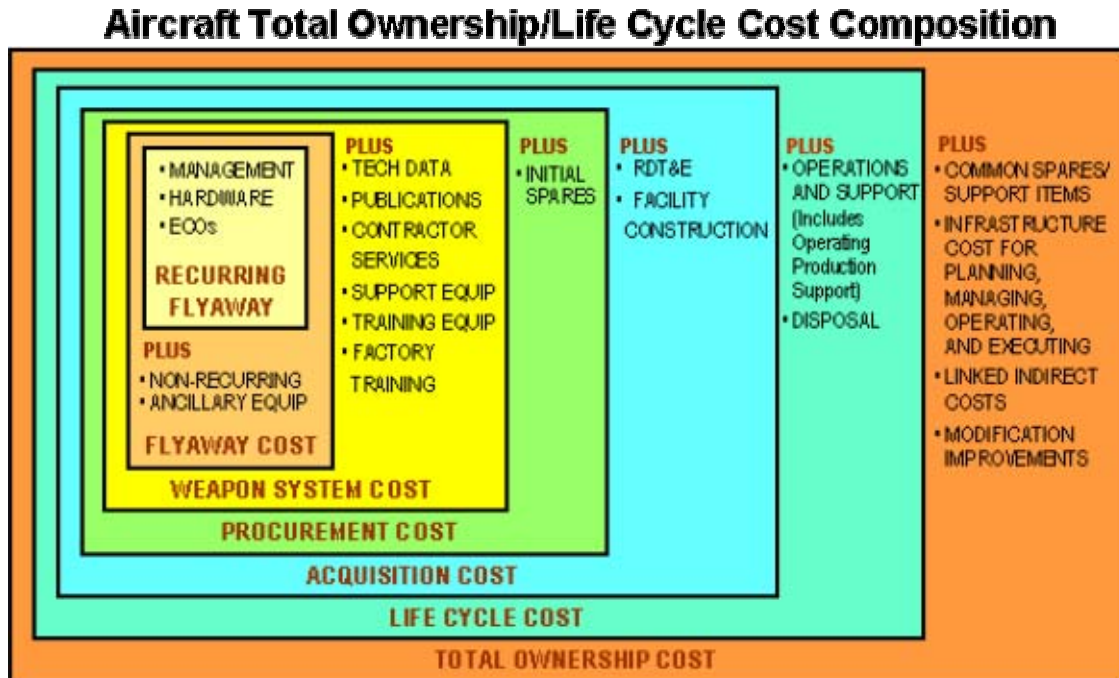 Aircraft Total Ownership/Life Cycle Cost Composition
• MANAGEMENT
• HARDWARE
• ECOs
RECURRING
FLYAWAY
PLUS
• NON-RECURRING
• ANCILLARY EQUIP
FLYAWAY COST
PLUS
• TECH DATA
• PUBLICATIONS
• CONTRACTOR
SERVICES
• SUPPORT EQUIP
• TRAINING EQUIP
• FACTORY
TRAINING
WEAPON SYSTEM COST
PLUS
• INITIAL
SPARES
PROCUREMENT COST
PLUS
• RDT&E
• FACILITY
CONSTRUCTION
ACQUISITION COST
PLUS
• OPERATIONS
AND SUPPORT
(Includes
Operating
Production
Support)
• DISPOSAL
LIFE CYCLE COST
PLUS
• COMMON SPARES/
SUPPORT ITEMS
• INFRASTRUCTURE
COST FOR
PLANNING,
MANAGING,
OPERATING,
AND EXECUTING
• LINKED INDIRECT
COSTS
• MODIFICATION
IMPROVEMENTS
TOTAL OWNERSHIP COST